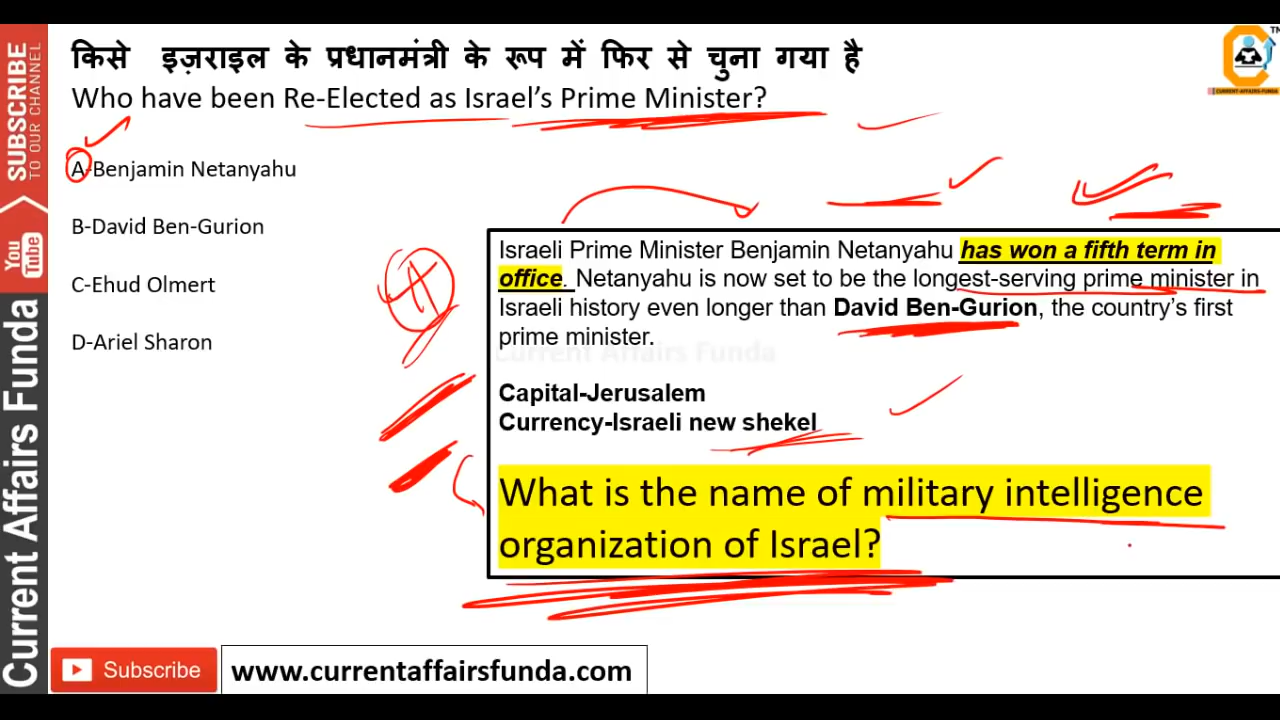 किसे इज़राइल के प्रधानमंत्री के रूप में फिर से चुना गया है
Who have been Re-Elected as Israel's Prime Minister?
A-Benjamin Netanyahu
B-David Ben-Gurion
C-Ehud Olmert
D-Ariel Sharon
Israeli Prime Minister Benjamin Netanyahu has won a fifth term in
office. Netanyahu is now set to be the longest-serving prime minister in
Israeli history even longer than David Ben-Gurion, the country's first
prime minister.
Current Affairs Funda
Capital-Jerusalem
Currency-Israeli new shekel
What is the name of military intelligence
organization of Israel?
SUBSCRIBE
TO OUR CHANNEL
You
Tube
Current Affairs Funda
CURRENT-AFFAIRS-FUNDA
TM
Subscribe
www.currentaffairsfunda.com